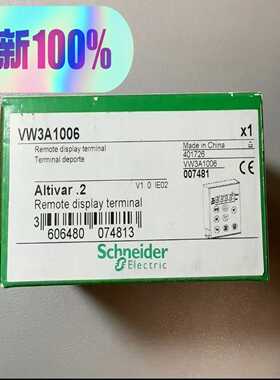 新100%
VW3A1006
x1
Remote display terminal
Terminal deporte
Made in China
401726
VW3A1006
007481
Altivar .2
V1.0 IE02
Remote display terminal
3 606480 074813
Schneider
Electric